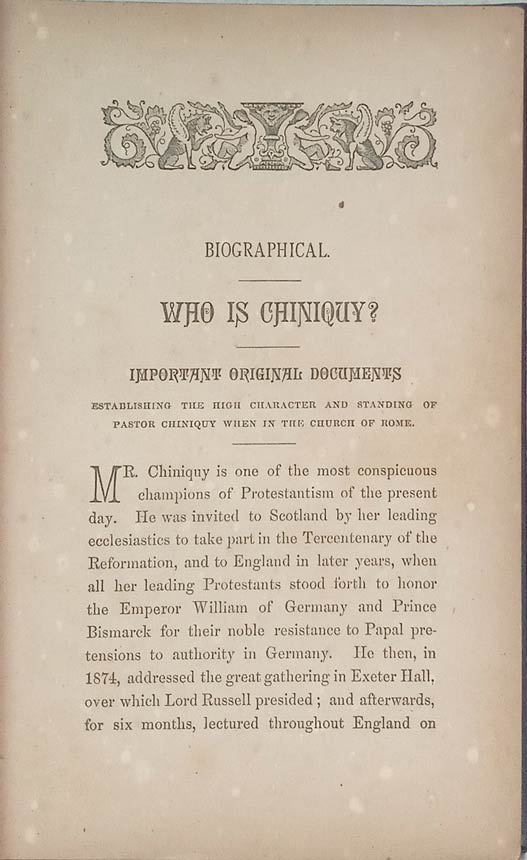 BIOGRAPHICAL.
WHO IS CHINIQUY?
IMPORTANT ORIGINAL DOCUMENTS
ESTABLISHING THE HIGH CHARACTER AND STANDING OF
PASTOR CHINIQUY WHEN IN THE CHURCH OF ROME.
MR. Chiniquy is one of the most conspicuous
champions of Protestantism of the present
day. He was invited to Scotland by her leading
ecclesiastics to take part in the Tercentenary of the
Reformation, and to England in later years, when
all her leading Protestants stood forth to honor
the Emperor William of Germany and Prince
Bismarck for their noble resistance to Papal pre-
tensions to authority in Germany. He then, in
1874, addressed the great gathering in Exeter Hall,
over which Lord Russell presided ; and afterwards,
for six months, lectured throughout England on